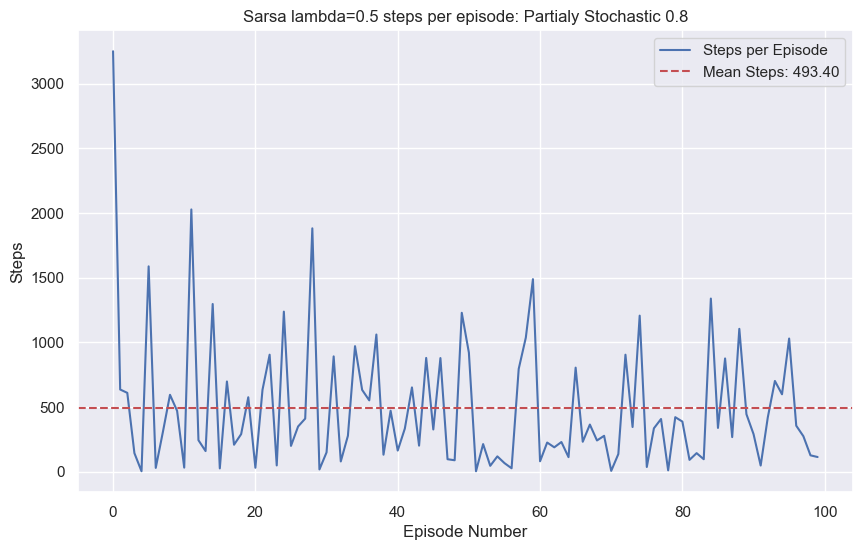 Sarsa lambda=0.5 steps per episode: Partialy Stochastic 0.8
Steps per Episode
Mean Steps: 493.40
3000
2500
2000
1500
1000
500
0
Steps
0 20 40 60 80 100
Episode Number